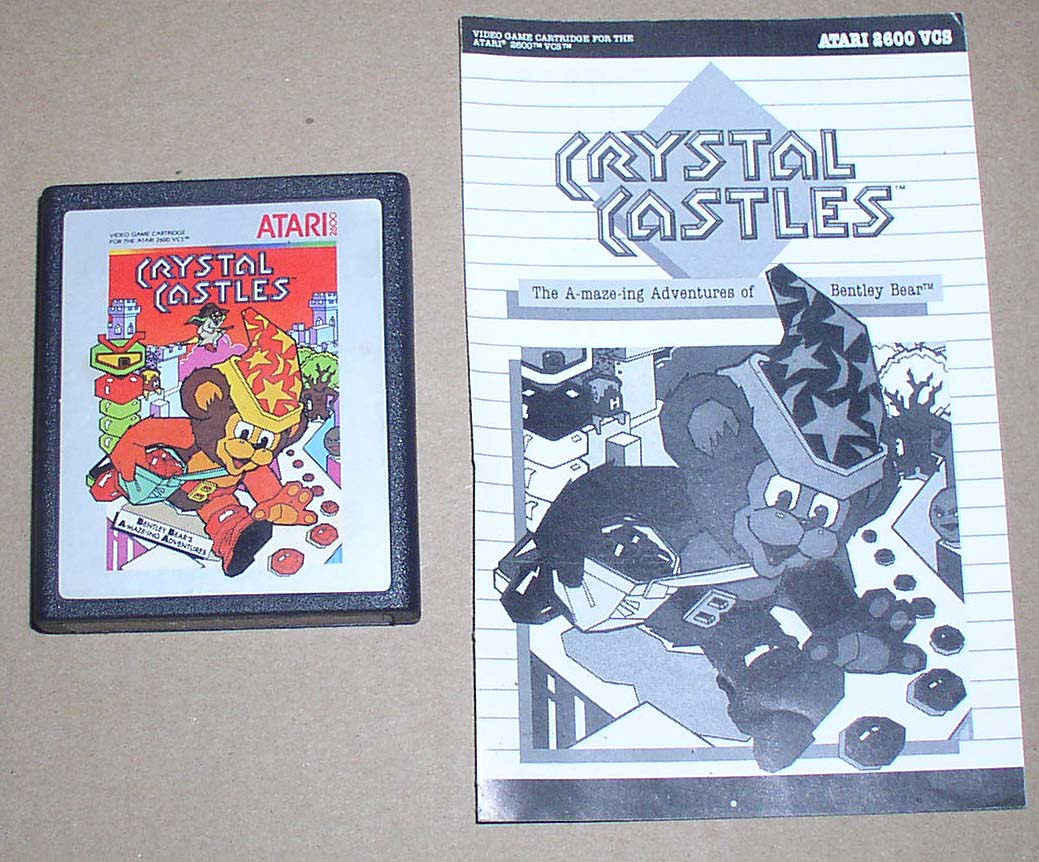 VIDEO GAME CARTRIDGE
FOR THE ATARI 2600 VCS™
ATARI 2600
CRYSTAL
CASTLES™
B
BENTLEY BEAR'S
A-MAZE-ING ADVENTURES
VIDEO GAME CARTRIDGE FOR THE
ATARI® 2600™ VCS™
ATARI 2600 VCS
CRYSTAL
CASTLES™
The A-maze-ing Adventures of Bentley Bear™
H
B